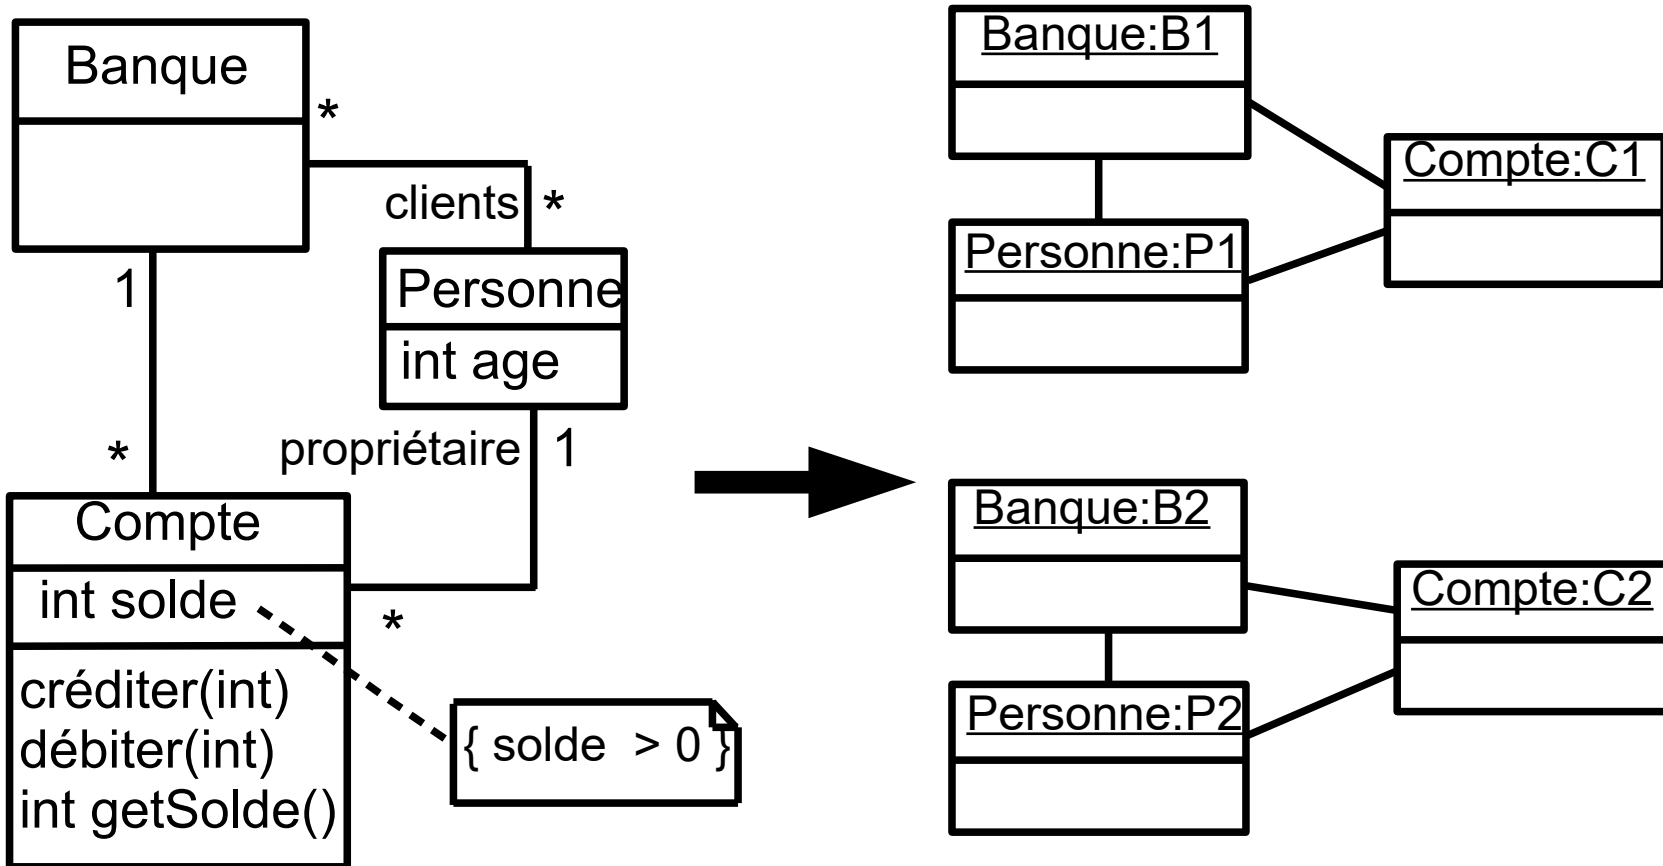 Banque
*
clients *
1
Personne
int age
*
propriétaire 1
Compte
int solde
*
créditer(int)
débiter(int)
int getSolde()
{ solde > 0 }
Banque:B1
Compte:C1
Personne:P1
Banque:B2
Compte:C2
Personne:P2